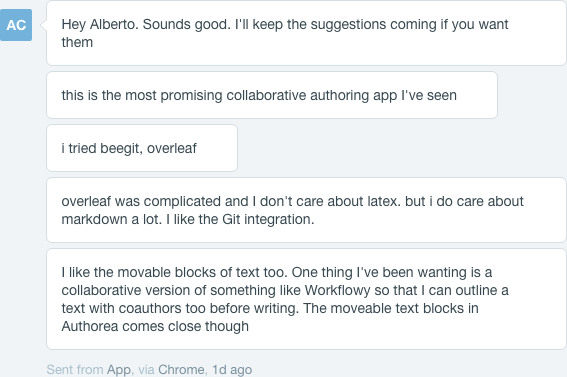 AC
Hey Alberto. Sounds good. I'll keep the suggestions coming if you want
them
this is the most promising collaborative authoring app I've seen
i tried beegit, overleaf
overleaf was complicated and I don't care about latex. but i do care about
markdown a lot. I like the Git integration.
I like the movable blocks of text too. One thing I've been wanting is a
collaborative version of something like Workflowy so that I can outline a
text with coauthors too before writing. The moveable text blocks in
Authorea comes close though
Sent from App, via Chrome, 1d ago